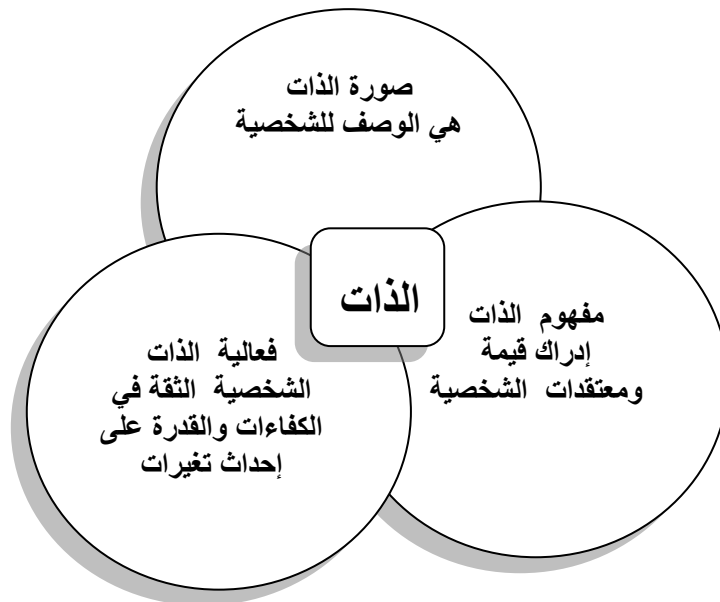 صورة الذات
هي الوصف للشخصية
الذات
مفهوم الذات
إدراك قيمة
ومعتقدات الشخصية
فعالية الذات
الشخصية الثقة في
الكفاءات والقدرة على
إحداث تغيرات